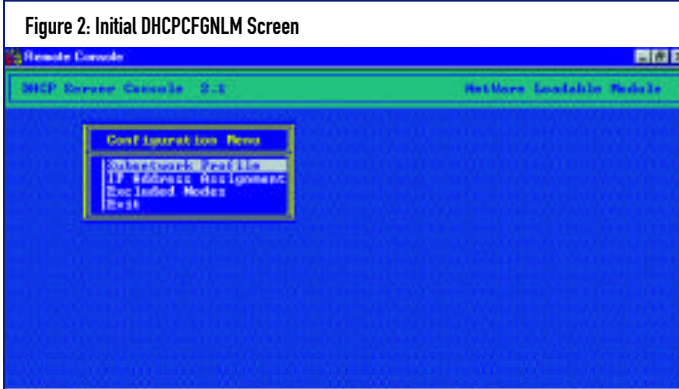 Figure 2: Initial DHCPCFGNLM Screen
Remote Console
DHCP Server Console 2.1
NetWare Loadable Module
Configuration Menu
Subnetwork Profile
IP Address Assignment
Excluded Nodes
Exit